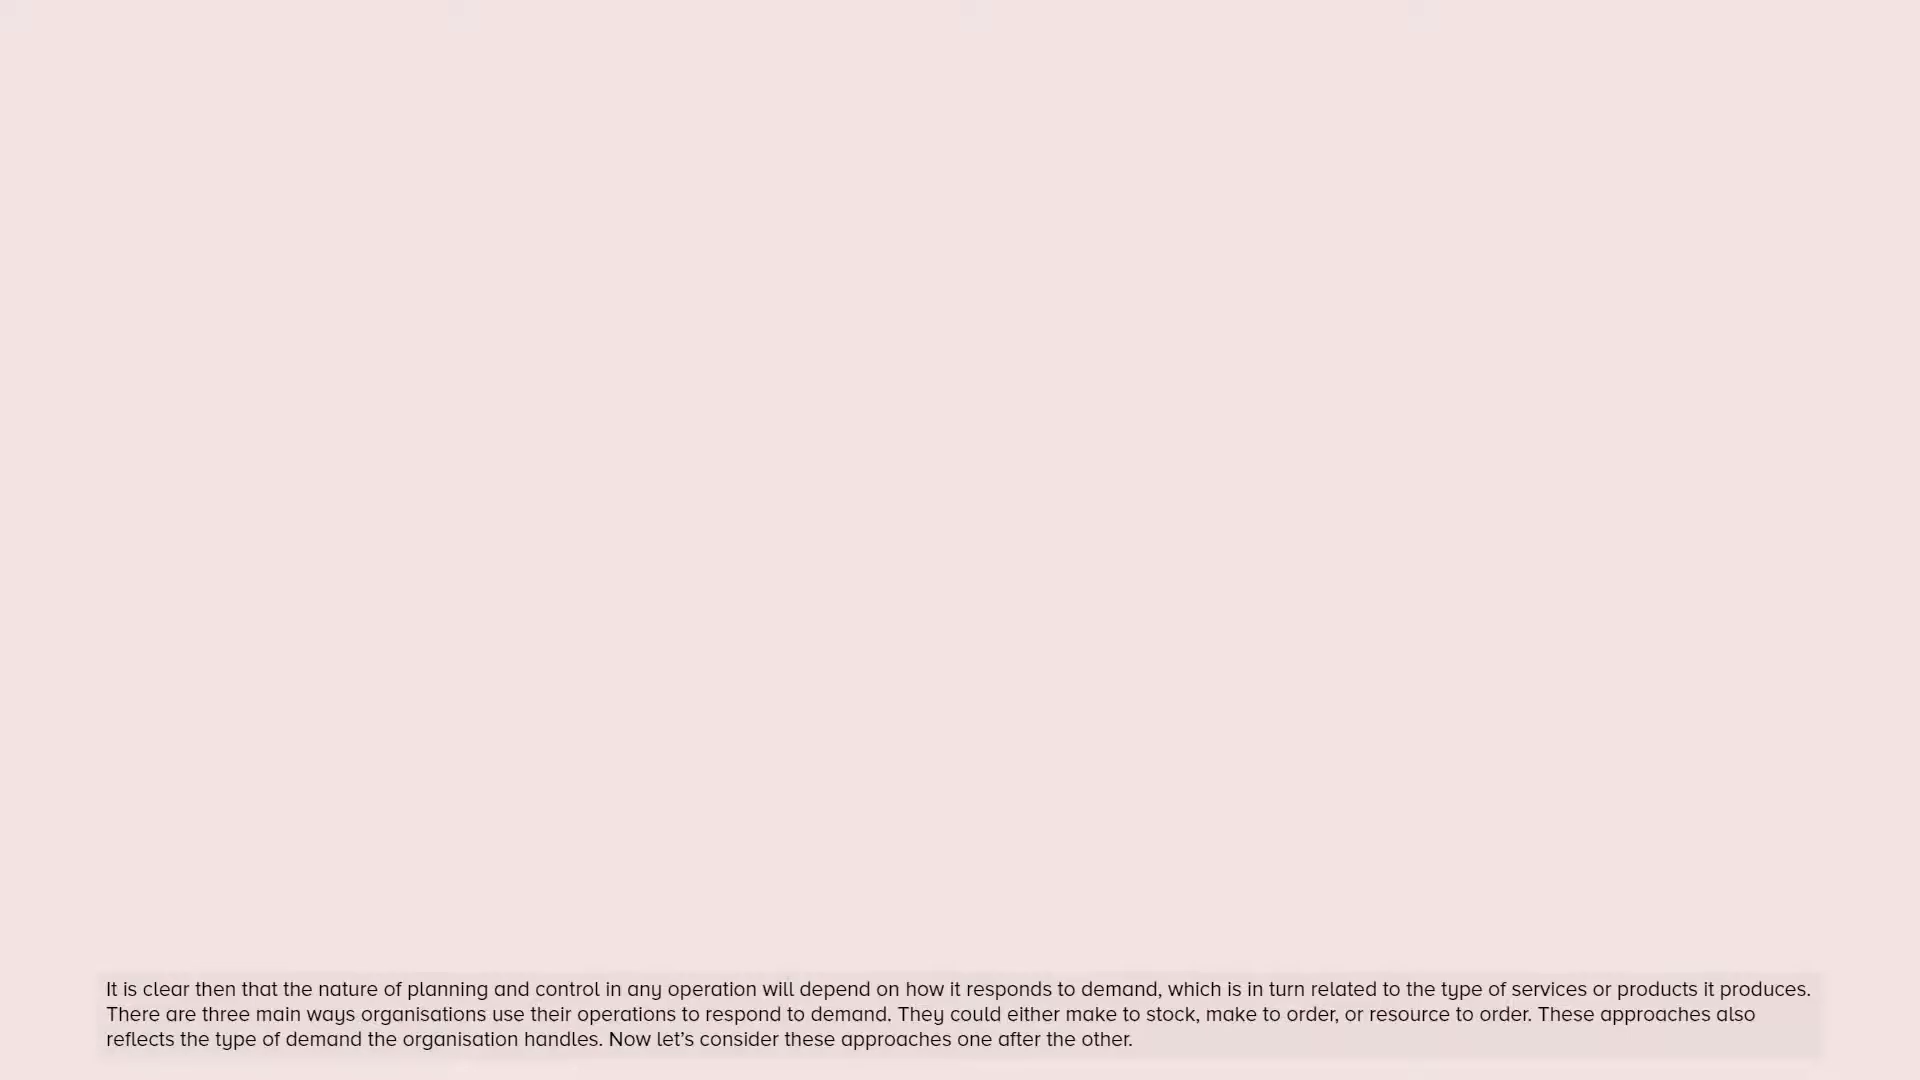 It is clear then that the nature of planning and control in any operation will depend on how it responds to demand, which is in turn related to the type of services or products it produces.
There are three main ways organisations use their operations to respond to demand. They could either make to stock, make to order, or resource to order. These approaches also
reflects the type of demand the organisation handles. Now let’s consider these approaches one after the other.